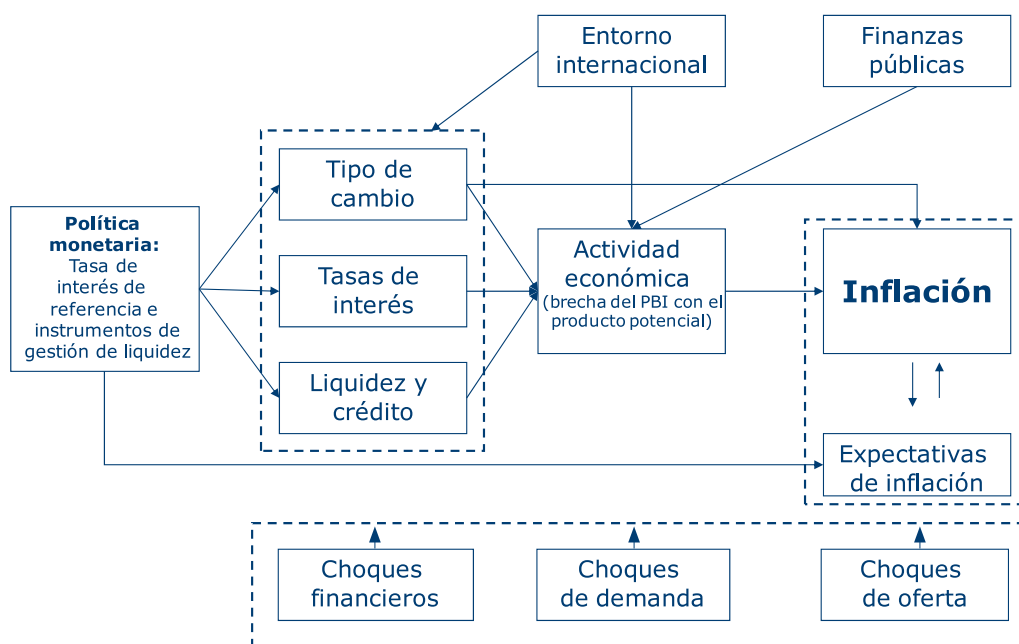 Entorno
internacional
Finanzas
públicas
Tipo de
cambio
Política
monetaria:
Tasa de
interés de
referencia e
instrumentos de
gestión de liquidez
Tasas de
interés
Liquidez y
crédito
Actividad
económica
(brecha del PBI con el
producto potencial)
Inflación
Expectativas
de inflación
Choques
financieros
Choques
de demanda
Choques
de oferta